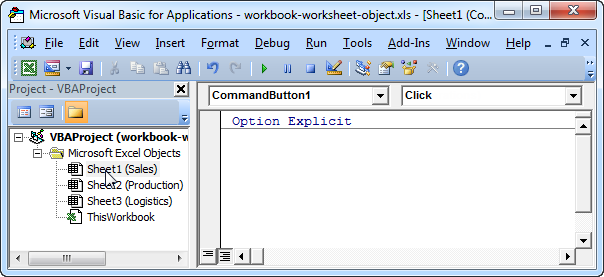 Microsoft Visual Basic for Applications - workbook-worksheet-object.xls - [Sheet1 (Co...
File Edit View Insert Format Debug Run Tools Add-Ins Window Help
Project - VBAProject
CommandButton1 Click
Option Explicit
VBAProject (workbook-w
Microsoft Excel Objects
Sheet1 (Sales)
Sheet2 (Production)
Sheet3 (Logistics)
ThisWorkbook